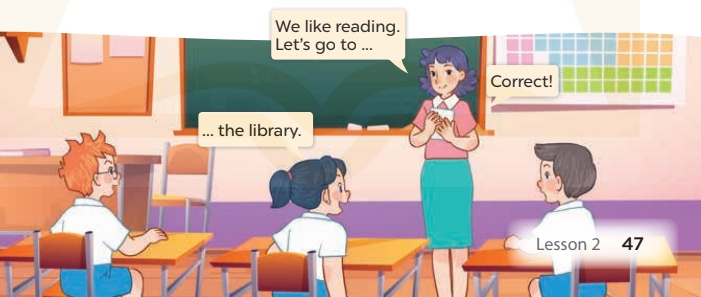 We like reading.
Let's go to ...
Correct!
... the library.
Lesson 2 47